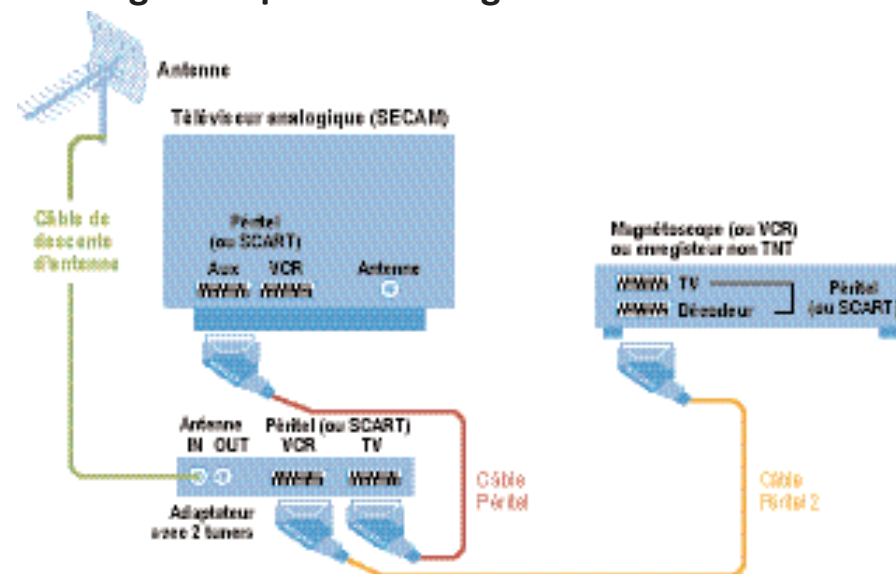 Antenne
Téléviseur analogique (SECAM)
Câble de
descente
d'antenne
Péritel
(ou SCART)
Aux VCR
Antenne
Magnétoscope (ou VCR)
ou enregisteur non TNT
TV
Décodeur
Péritel
(ou SCART)
Antenne
IN OUT
Péritel (ou SCART)
VCR TV
Adaptateur
avec 2 tuners
Câble
Péritel
Câble
Péritel 2